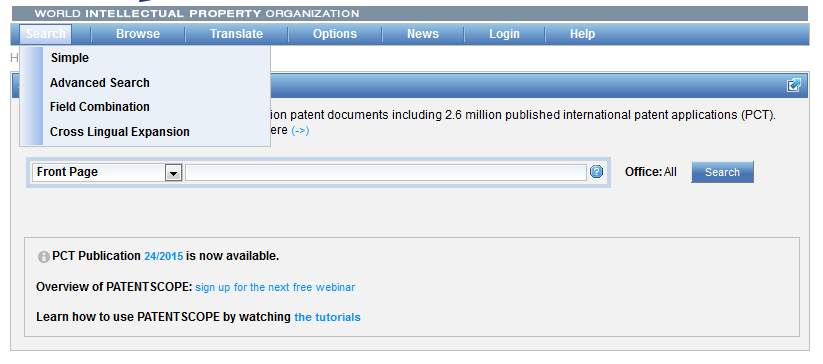 WORLD INTELLECTUAL PROPERTY ORGANIZATION
Search Browse Translate Options News Login Help
H
Simple
Advanced Search
Field Combination
Cross Lingual Expansion
ion patent documents including 2.6 million published international patent applications (PCT).
ere (->)
Front Page ? Office: All Search
PCT Publication 24/2015 is now available.
Overview of PATENTSCOPE: sign up for the next free webinar
Learn how to use PATENTSCOPE by watching the tutorials